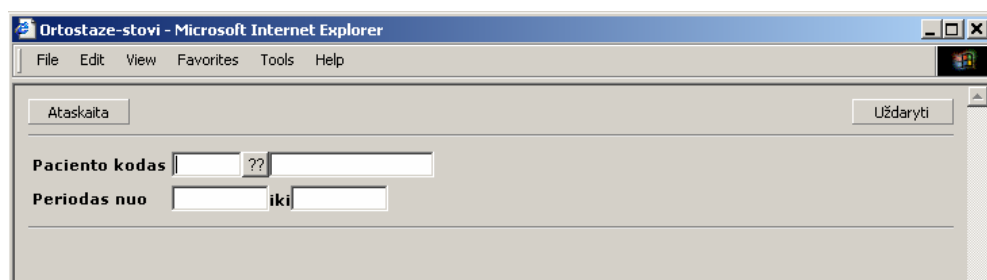 Ortostaze-stovi - Microsoft Internet Explorer
File Edit View Favorites Tools Help
Ataskaita Uždaryti
Paciento kodas ??
Periodas nuo iki